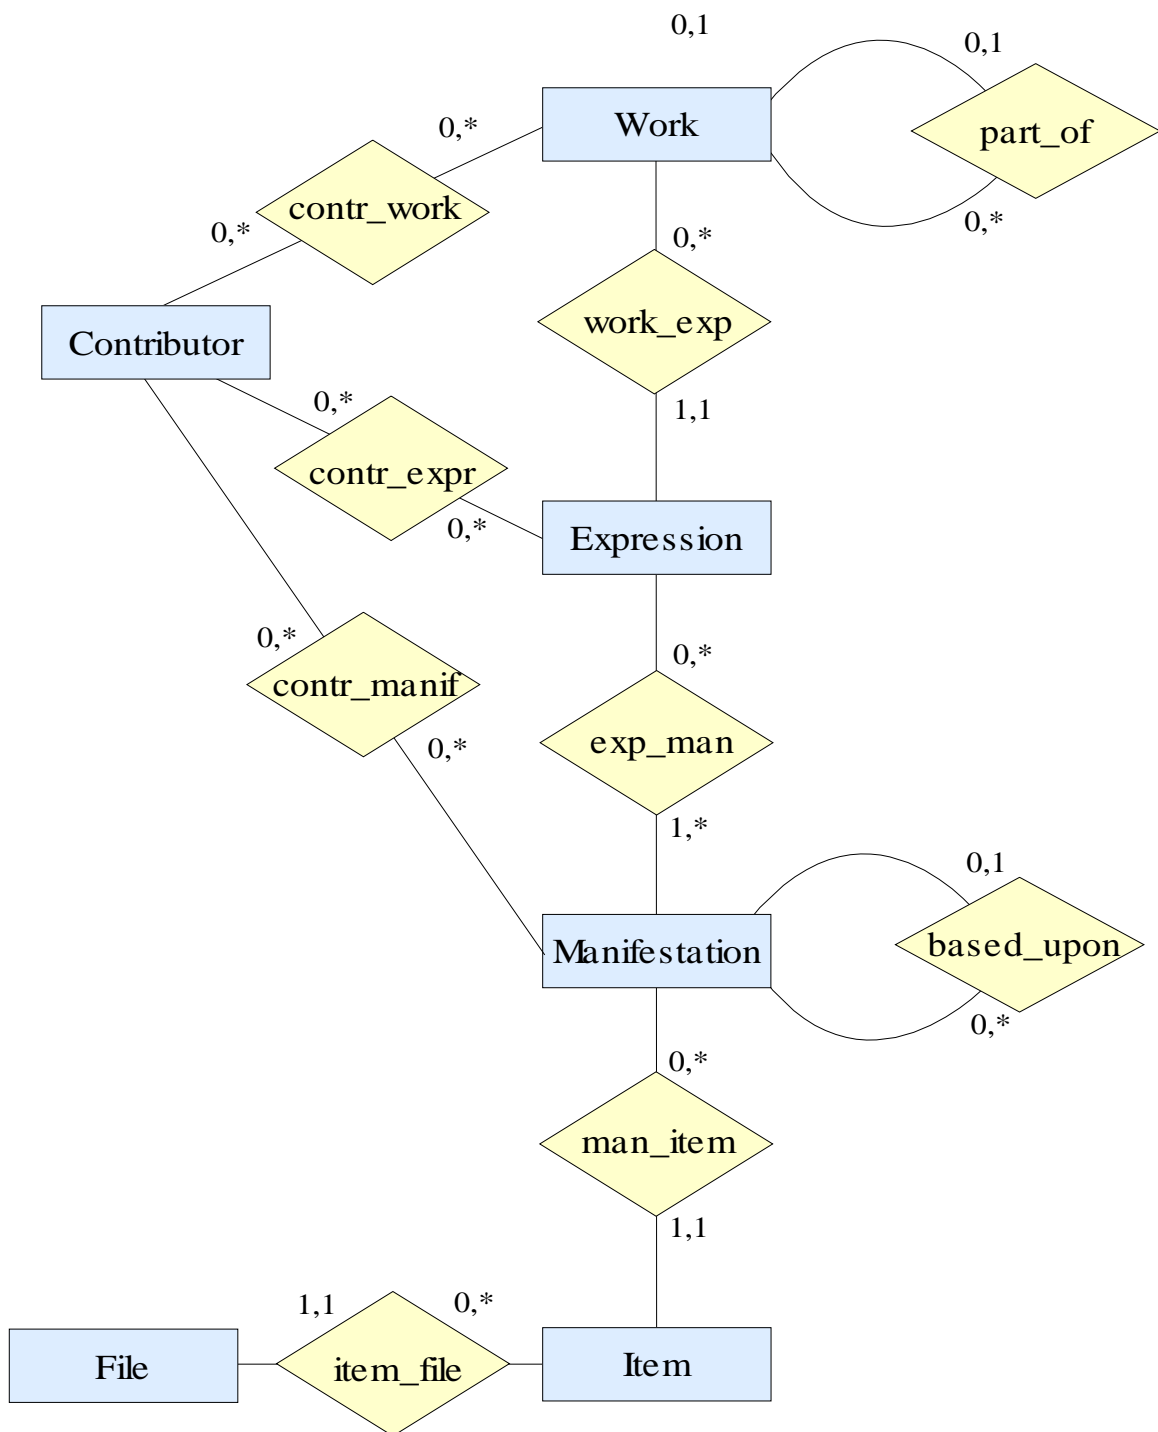 0,1
0,1
Work
part_of
0,*
0,*
contr_work
0,*
0,*
work_exp
Contributor
1,1
0,*
contr_expr
0,*
Expression
0,*
contr_manif
0,*
0,*
exp_man
1,*
0,1
Manifestation
based_upon
0,*
0,*
man_item
1,1
File
1,1
item_file
0,*
Item